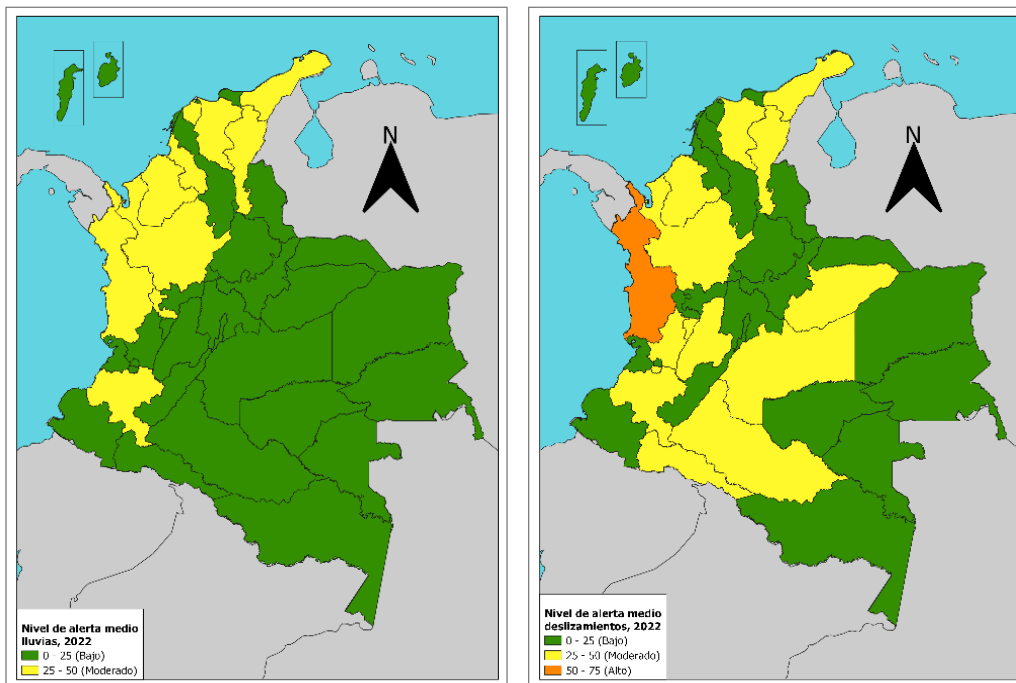 N
Nivel de alerta medio
lluvias, 2022
0 - 25 (Bajo)
25 - 50 (Moderado)
N
Nivel de alerta medio
deslizamientos, 2022
0 - 25 (Bajo)
25 - 50 (Moderado)
50 - 75 (Alto)